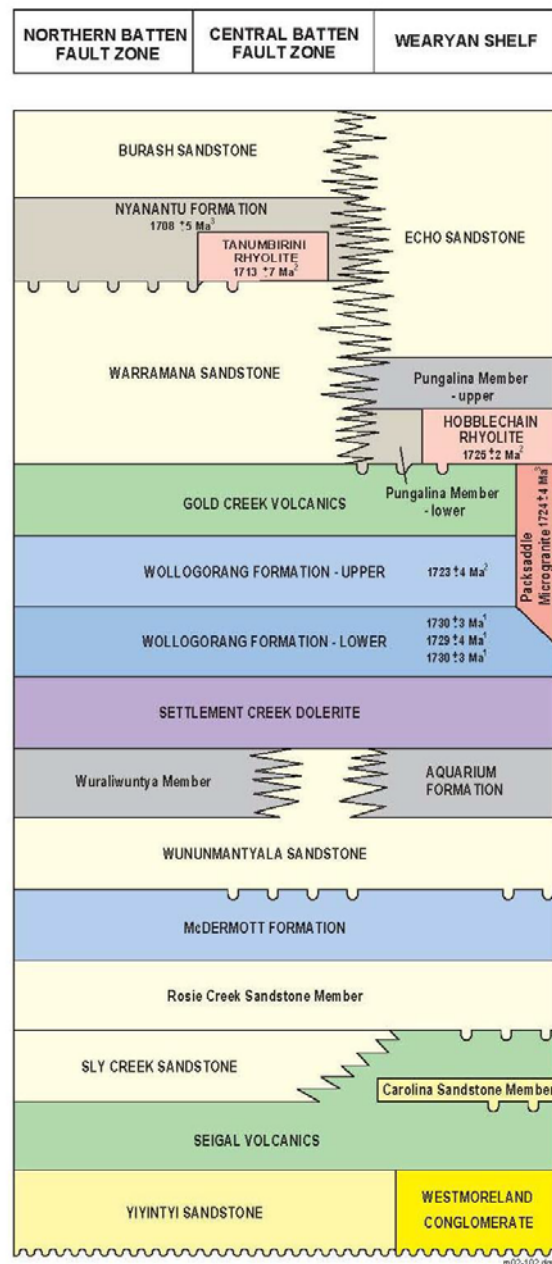 NORTHERN BATTEN
FAULT ZONE
CENTRAL BATTEN
FAULT ZONE
WEARYAN SHELF
BURASH SANDSTONE
NYANANTU FORMATION
1708 ±5 Ma³
TANUMBIRINI
RHYOLITE
1713 ±7 Ma²
ECHO SANDSTONE
WARRAMANA SANDSTONE
Pungalina Member
- upper
HOBBLECHAIN
RHYOLITE
1725 ±2 Ma²
Pungalina Member
- lower
GOLD CREEK VOLCANICS
Packsaddle
Microgranite 1724 ±4 Ma³
WOLLOGORANG FORMATION - UPPER
1723 ±4 Ma²
WOLLOGORANG FORMATION - LOWER
1730 ±3 Ma¹
1729 ±4 Ma¹
1730 ±3 Ma¹
SETTLEMENT CREEK DOLERITE
Wuraliwuntya Member
AQUARIUM
FORMATION
WUNUNMANTYALA SANDSTONE
McDERMOTT FORMATION
Rosie Creek Sandstone Member
SLY CREEK SANDSTONE
Carolina Sandstone Member
SEIGAL VOLCANICS
YIYINTYI SANDSTONE
WESTMORELAND
CONGLOMERATE